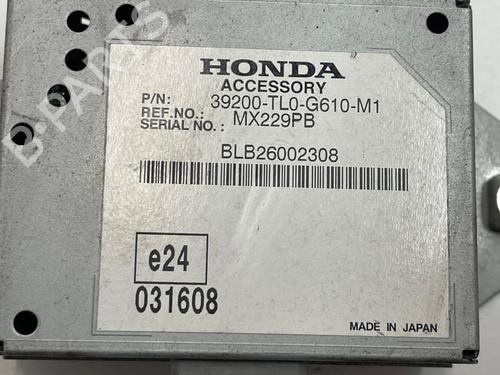 HONDA
ACCESSORY
P/N: 39200-TL0-G610-M1
REF.NO.: MX229PB
SERIAL NO.:
BLB26002308
e24
031608
MADE IN JAPAN
B-PARTS